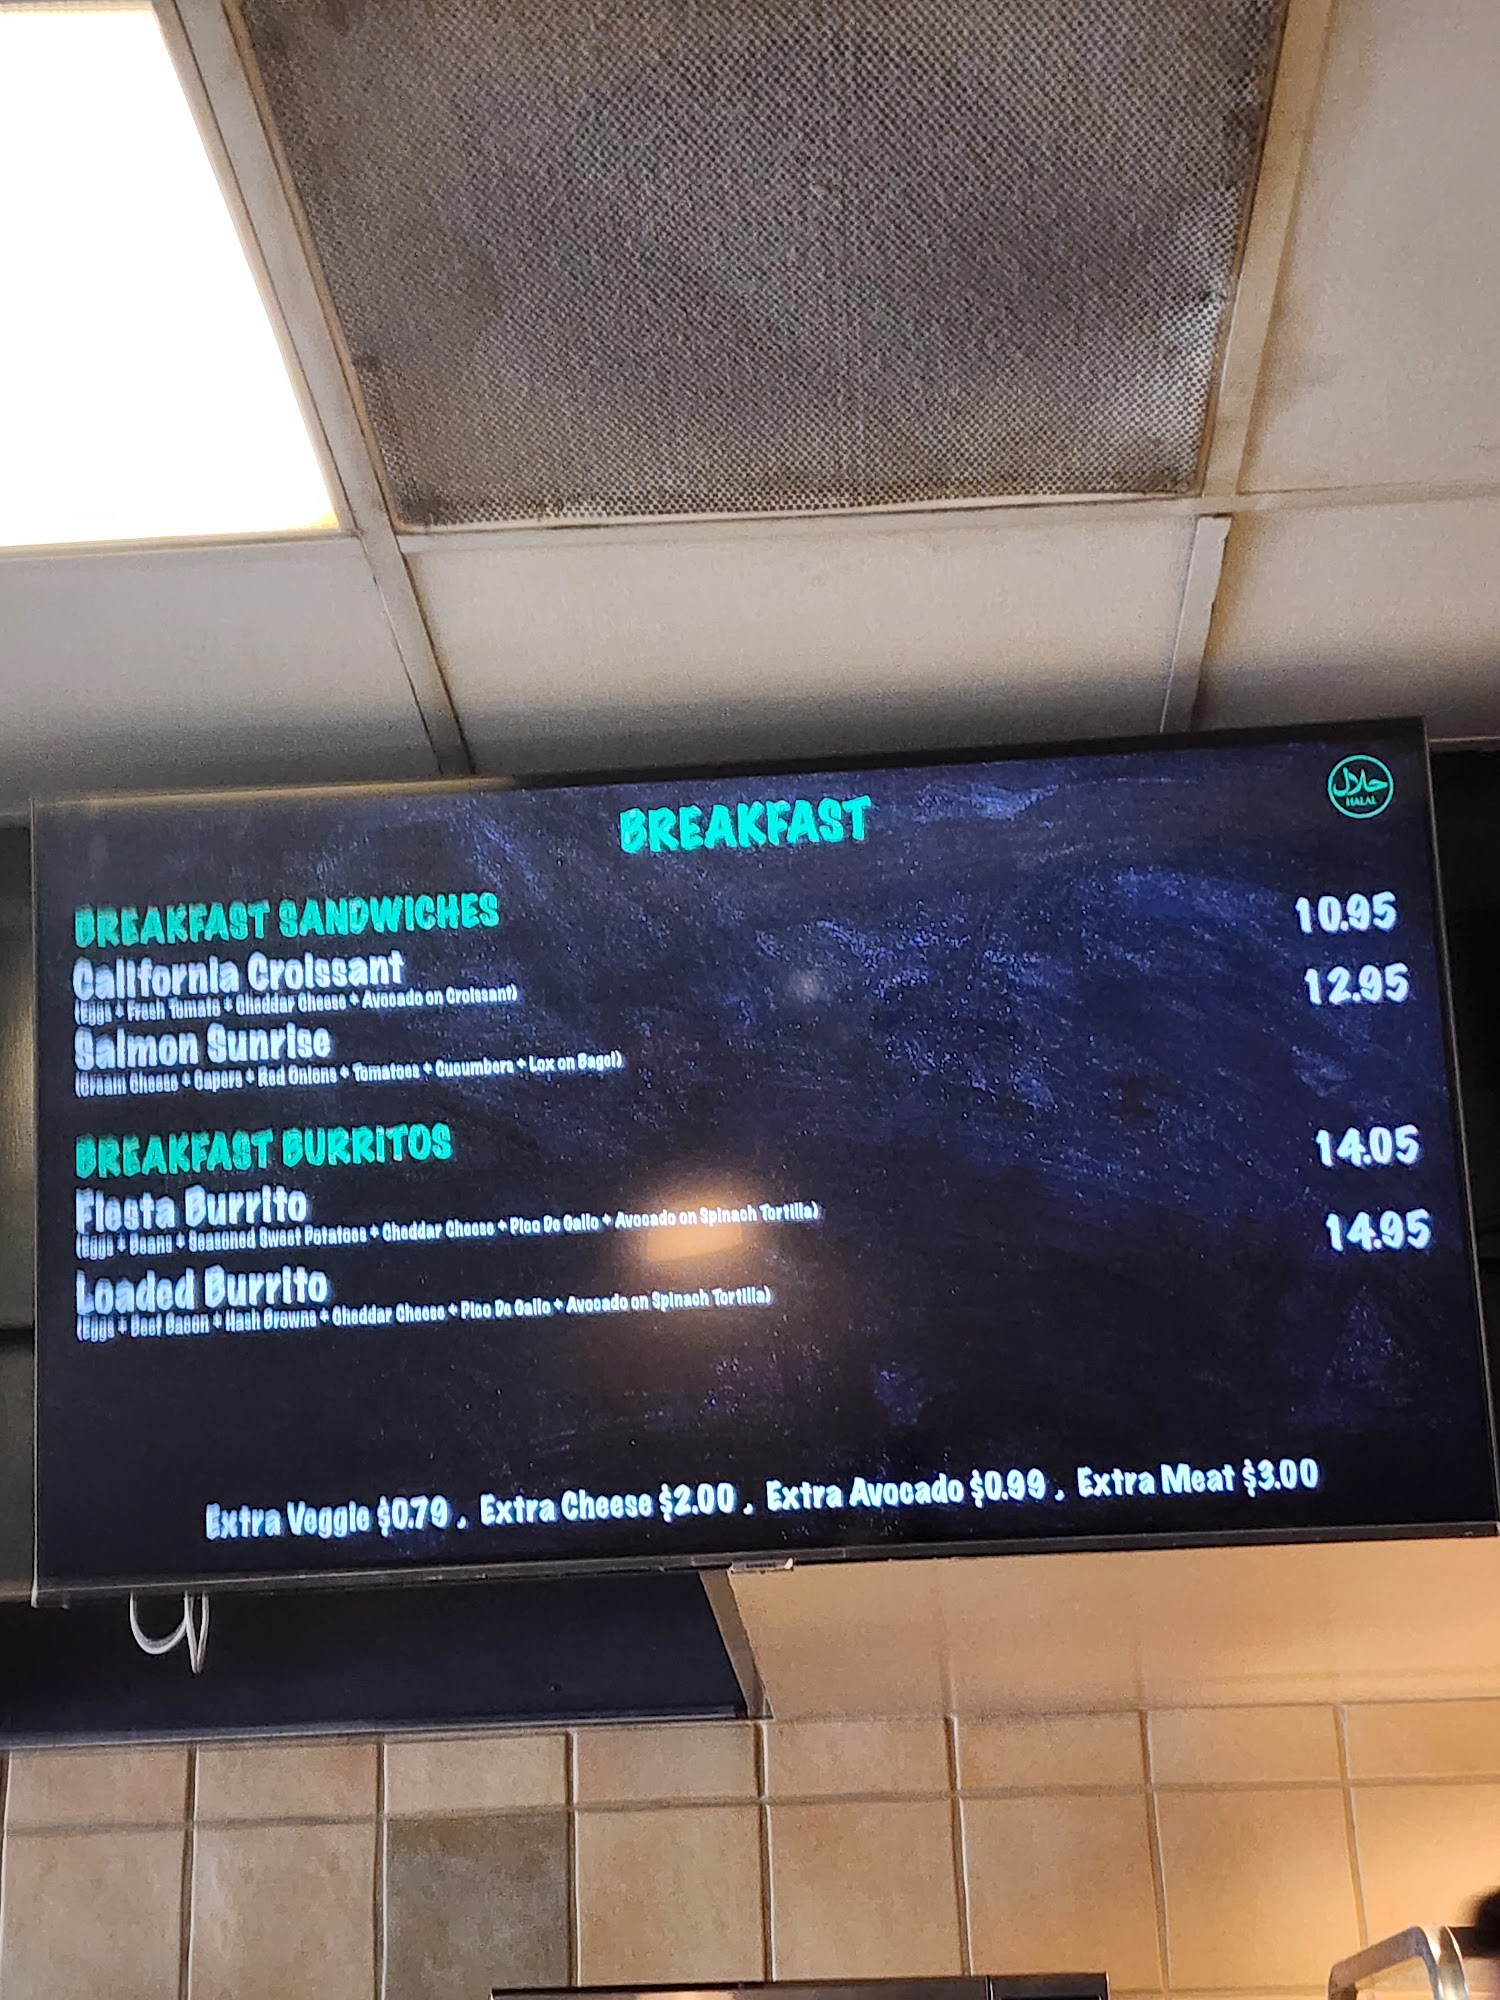 حلال
HALAL
BREAKFAST
BREAKFAST SANDWICHES
California Croissant 10.95
(Eggs + Fresh Tomato + Cheddar Cheese + Avocado on Croissant)
Salmon Sunrise 12.95
(Cream Cheese + Capers + Red Onions + Tomatoes + Cucumbers + Lox on Bagel)
BREAKFAST BURRITOS
Fiesta Burrito 14.05
(Eggs + Beans + Seasoned Sweet Potatoes + Cheddar Cheese + Pico De Gallo + Avocado on Spinach Tortilla)
Loaded Burrito 14.95
(Eggs + Beef Bacon + Hash Browns + Cheddar Cheese + Pico De Gallo + Avocado on Spinach Tortilla)
Extra Veggie $0.79 , Extra Cheese $2.00 , Extra Avocado $0.99 , Extra Meat $3.00
SAMSUNG